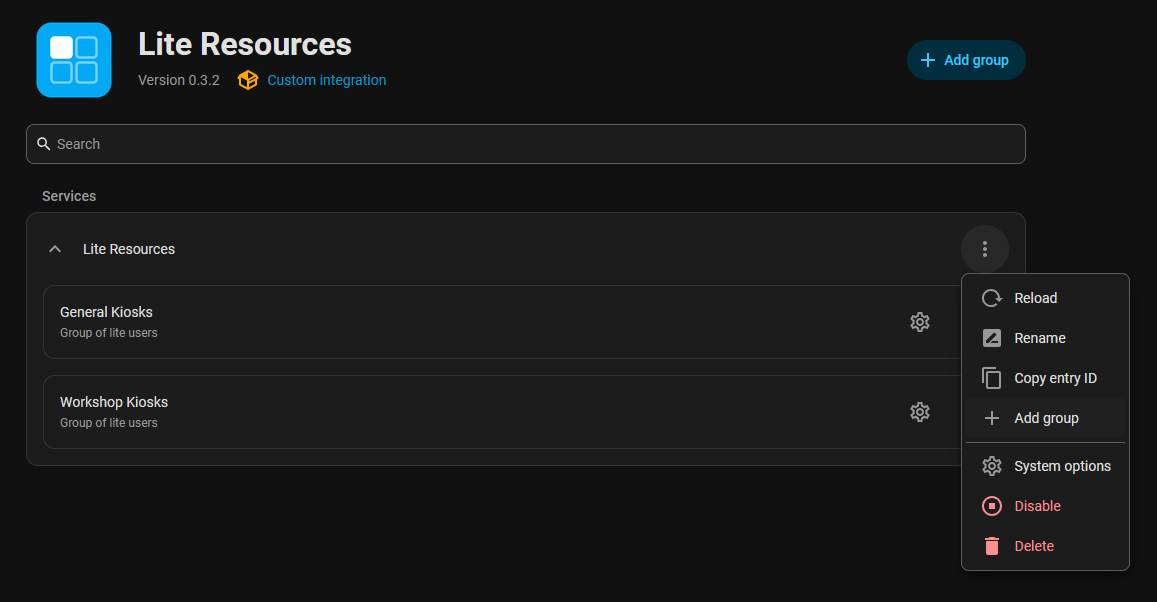 Lite Resources
Version 0.3.2 Custom integration
Add group
Search
Services
Lite Resources
General Kiosks
Group of lite users
Workshop Kiosks
Group of lite users
Reload
Rename
Copy entry ID
Add group
System options
Disable
Delete